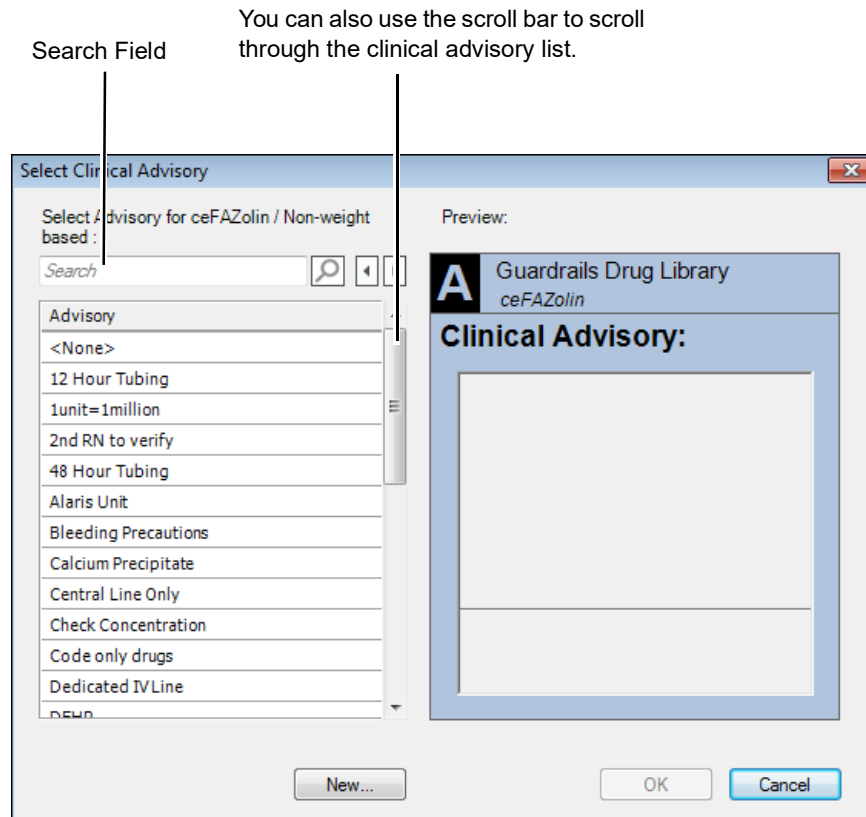 You can also use the scroll bar to scroll
through the clinical advisory list.
Search Field
Select Clinical Advisory
Select Advisory for ceFAZolin / Non-weight
based :
Search
Advisory
<None>
12 Hour Tubing
1unit=1million
2nd RN to verify
48 Hour Tubing
Alaris Unit
Bleeding Precautions
Calcium Precipitate
Central Line Only
Check Concentration
Code only drugs
Dedicated IV Line
DEHP
Preview:
A
Guardrails Drug Library
ceFAZolin
Clinical Advisory:
New...
OK
Cancel